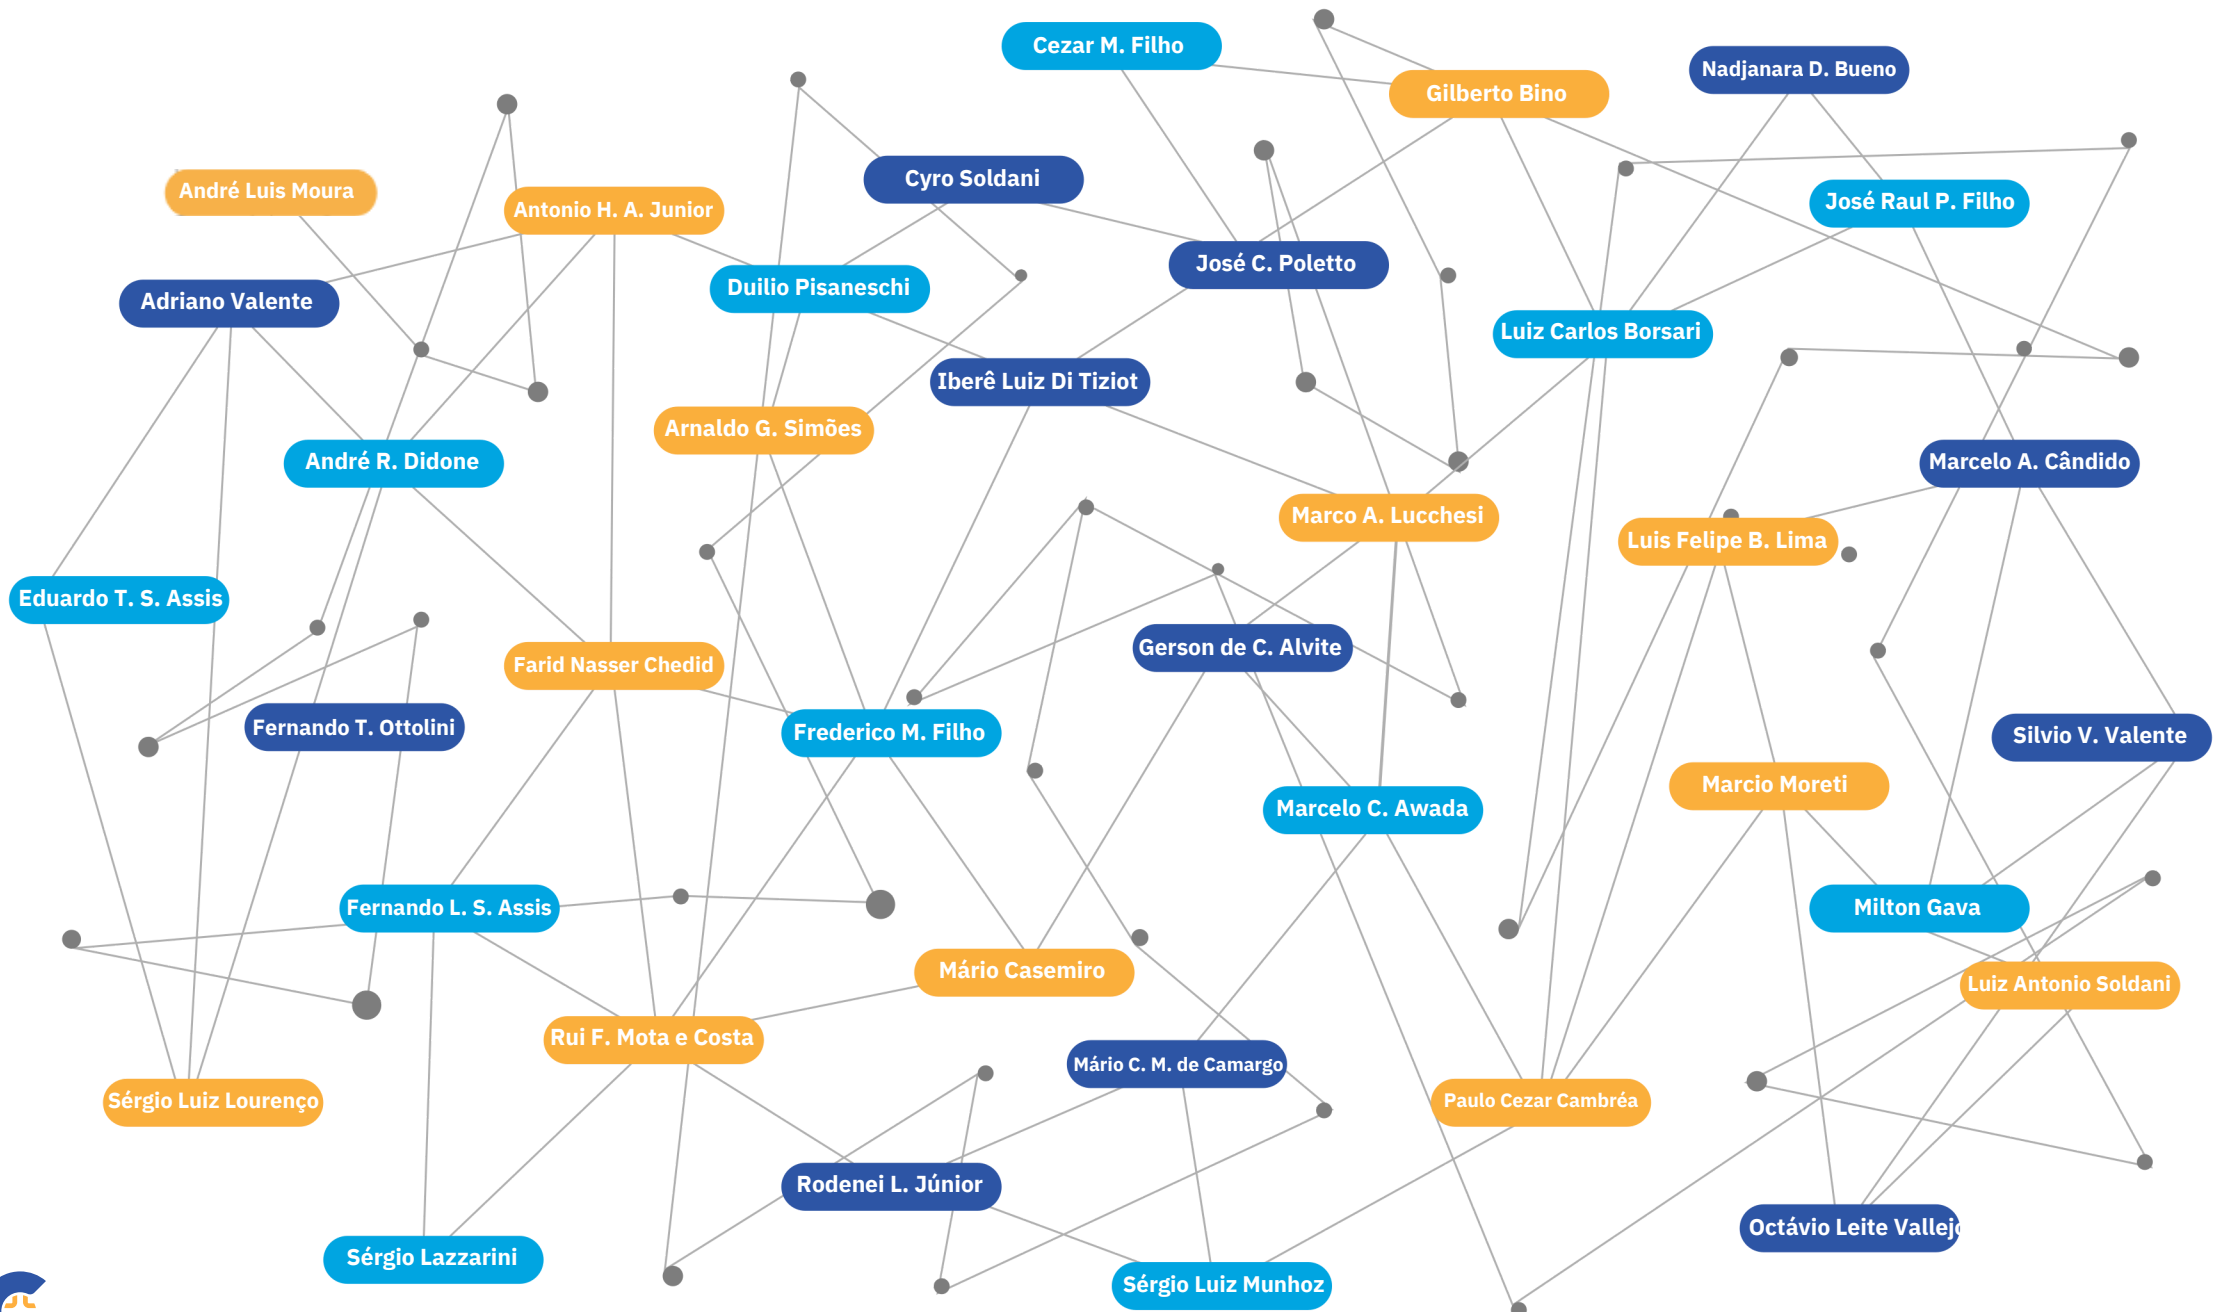 Cezar M. Filho
Nadjanara D. Bueno
Gilberto Bino
Cyro Soldani
André Luis Moura
José Raul P. Filho
Antonio H. A. Junior
José C. Poletto
Duilio Pisaneschi
Adriano Valente
Luiz Carlos Borsari
Iberê Luiz Di Tiziot
Arnaldo G. Simões
André R. Didone
Marcelo A. Cândido
Marco A. Lucchesi
Luis Felipe B. Lima
Eduardo T. S. Assis
Gerson de C. Alvite
Farid Nasser Chedid
Fernando T. Ottolini
Frederico M. Filho
Silvio V. Valente
Marcio Moreti
Marcelo C. Awada
Fernando L. S. Assis
Milton Gava
Mário Casemiro
Luiz Antonio Soldani
Rui F. Mota e Costa
Mário C. M. de Camargo
Sérgio Luiz Lourenço
Paulo Cezar Cambréa
Rodenei L. Júnior
Octávio Leite Vallejo
Sérgio Lazzarini
Sérgio Luiz Munhoz